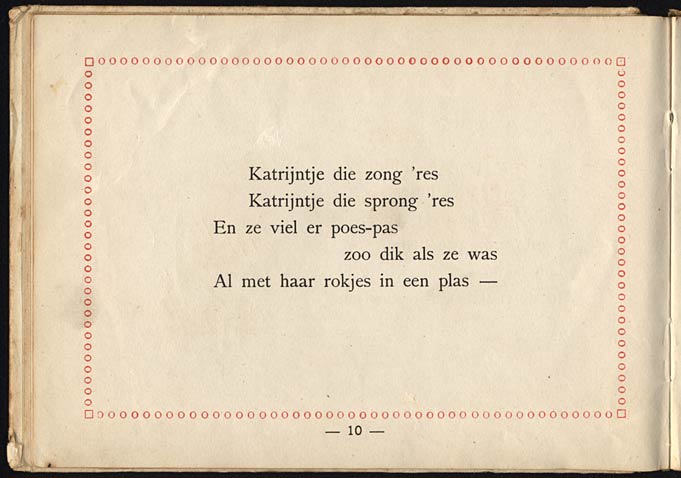 Katrijntje die zong ’res
Katrijntje die sprong ’res
En ze viel er poes-pas
zoo dik als ze was
Al met haar rokjes in een plas —
— 10 —